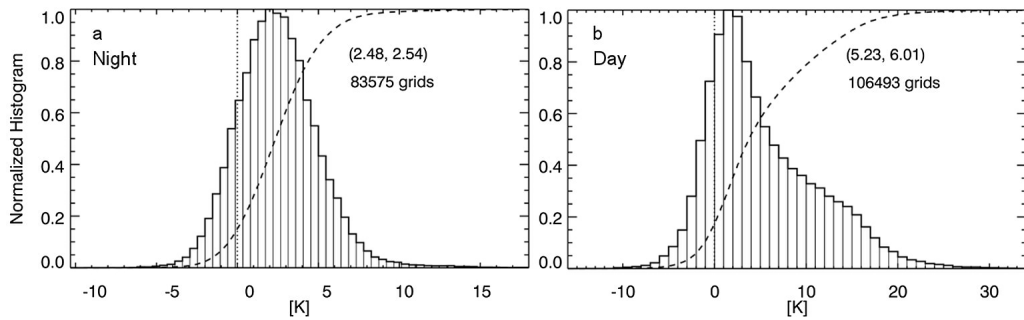 1.0
0.8
0.6
0.4
0.2
0.0
Normalized Histogram
a
Night
(2.48, 2.54)
83575 grids
-10 -5 0 5 10 15
[K]
1.0
0.8
0.6
0.4
0.2
0.0
b
Day
(5.23, 6.01)
106493 grids
-10 0 10 20 30
[K]